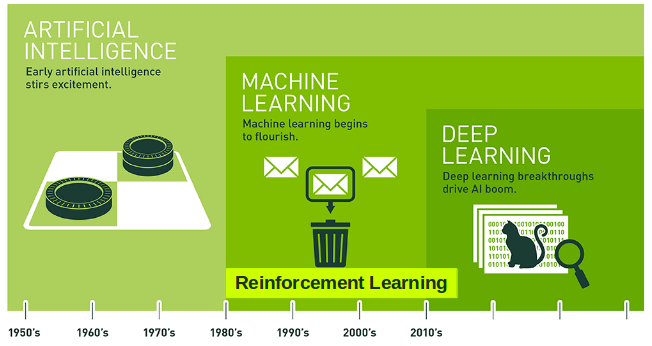 ARTIFICIAL
INTELLIGENCE
Early artificial intelligence
stirs excitement.
MACHINE
LEARNING
Machine learning begins
to flourish.
DEEP
LEARNING
Deep learning breakthroughs
drive AI boom.
Reinforcement Learning
1950's
1960's
1970's
1980's
1990's
2000's
2010's